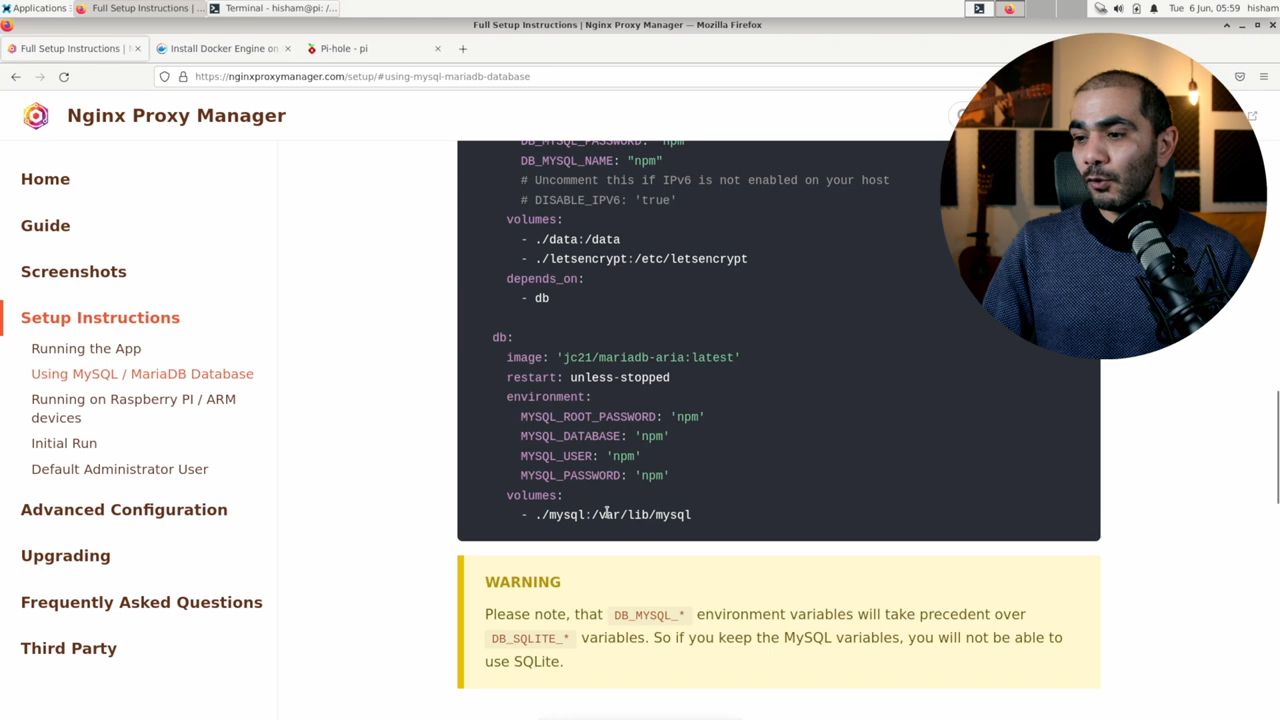 Applications
Full Setup Instructions | ...
Terminal - hisham@pi: /...
Tue 6 Jun, 05:59
hisham
Full Setup Instructions | Nginx Proxy Manager — Mozilla Firefox
Full Setup Instructions |
Install Docker Engine on
Pi-hole - pi
https://nginxproxymanager.com/setup/#using-mysql-mariadb-database
Nginx Proxy Manager
Home
Guide
Screenshots
Setup Instructions
Running the App
Using MySQL / MariaDB Database
Running on Raspberry PI / ARM
devices
Initial Run
Default Administrator User
Advanced Configuration
Upgrading
Frequently Asked Questions
Third Party
DB_MYSQL_PASSWORD: "npm"
DB_MYSQL_NAME: "npm"
# Uncomment this if IPv6 is not enabled on your host
# DISABLE_IPV6: 'true'
volumes:
- ./data:/data
- ./letsencrypt:/etc/letsencrypt
depends_on:
- db
db:
image: 'jc21/mariadb-aria:latest'
restart: unless-stopped
environment:
MYSQL_ROOT_PASSWORD: 'npm'
MYSQL_DATABASE: 'npm'
MYSQL_USER: 'npm'
MYSQL_PASSWORD: 'npm'
volumes:
- ./mysql:/var/lib/mysql
WARNING
Please note, that DB_MYSQL_* environment variables will take precedent over
DB_SQLITE_* variables. So if you keep the MySQL variables, you will not be able to
use SQLite.